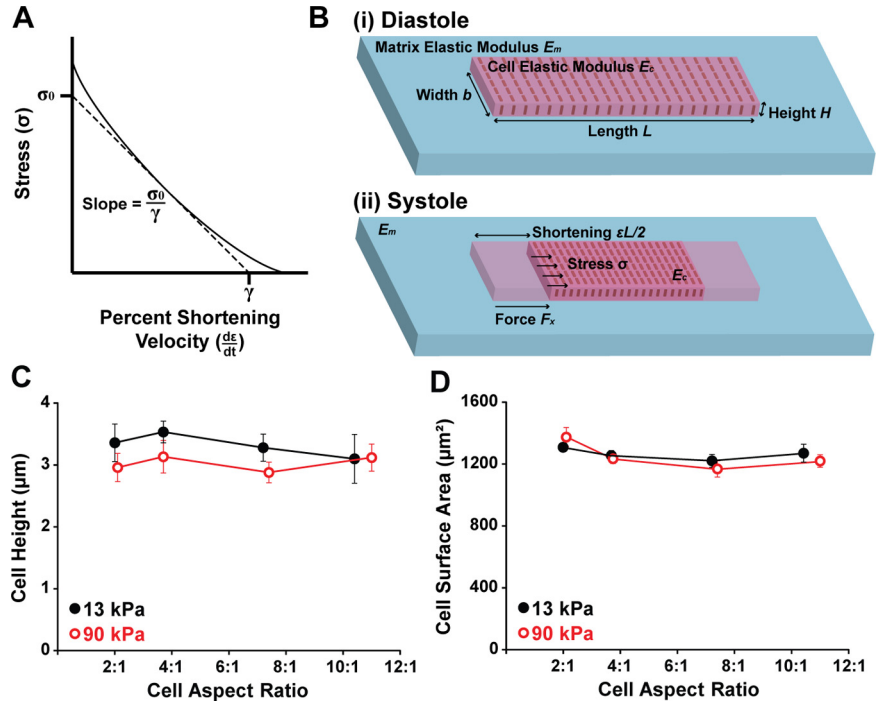 A
Stress (σ)
σ₀
Slope = σ₀/γ
γ
Percent Shortening
Velocity (dε/dt)
B
(i) Diastole
Matrix Elastic Modulus Eₘ
Cell Elastic Modulus E꜀
Width b
Height H
Length L
(ii) Systole
Eₘ
Shortening εL/2
Stress σ
E꜀
Force Fₓ
C
Cell Height (μm)
4
3
2
1
0
13 kPa
90 kPa
2:1 4:1 6:1 8:1 10:1 12:1
Cell Aspect Ratio
D
Cell Surface Area (μm²)
1600
1200
800
400
0
13 kPa
90 kPa
2:1 4:1 6:1 8:1 10:1 12:1
Cell Aspect Ratio